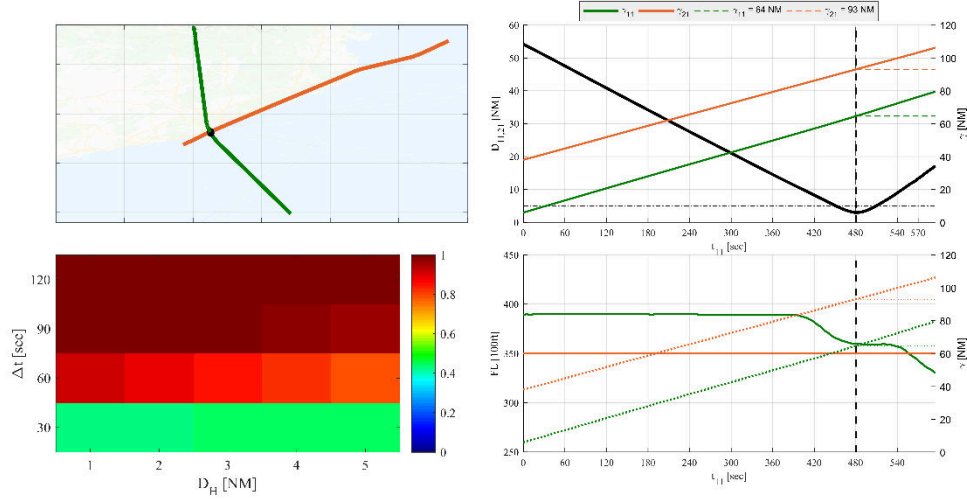 γ11 γ21 γ11 = 64 NM γ21 = 93 NM
60 50 40 30 20 10 0
D11,21 [NM]
120 100 80 60 40 20 0
γ [NM]
0 60 120 180 240 300 360 420 480 540 570
t11 [sec]
120 90 60 30
Δt [sec]
1 2 3 4 5
DH [NM]
1 0.8 0.6 0.4 0.2 0
450 400 350 300 250
FL [100ft]
120 100 80 60 40 20 0
γ [NM]
0 60 120 180 240 300 360 420 480 540
t11 [sec]